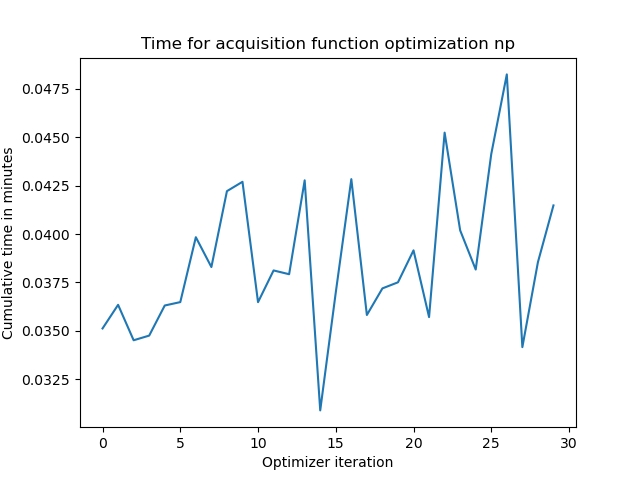 Time for acquisition function optimization np
Cumulative time in minutes
0.0475
0.0450
0.0425
0.0400
0.0375
0.0350
0.0325
0 5 10 15 20 25 30
Optimizer iteration